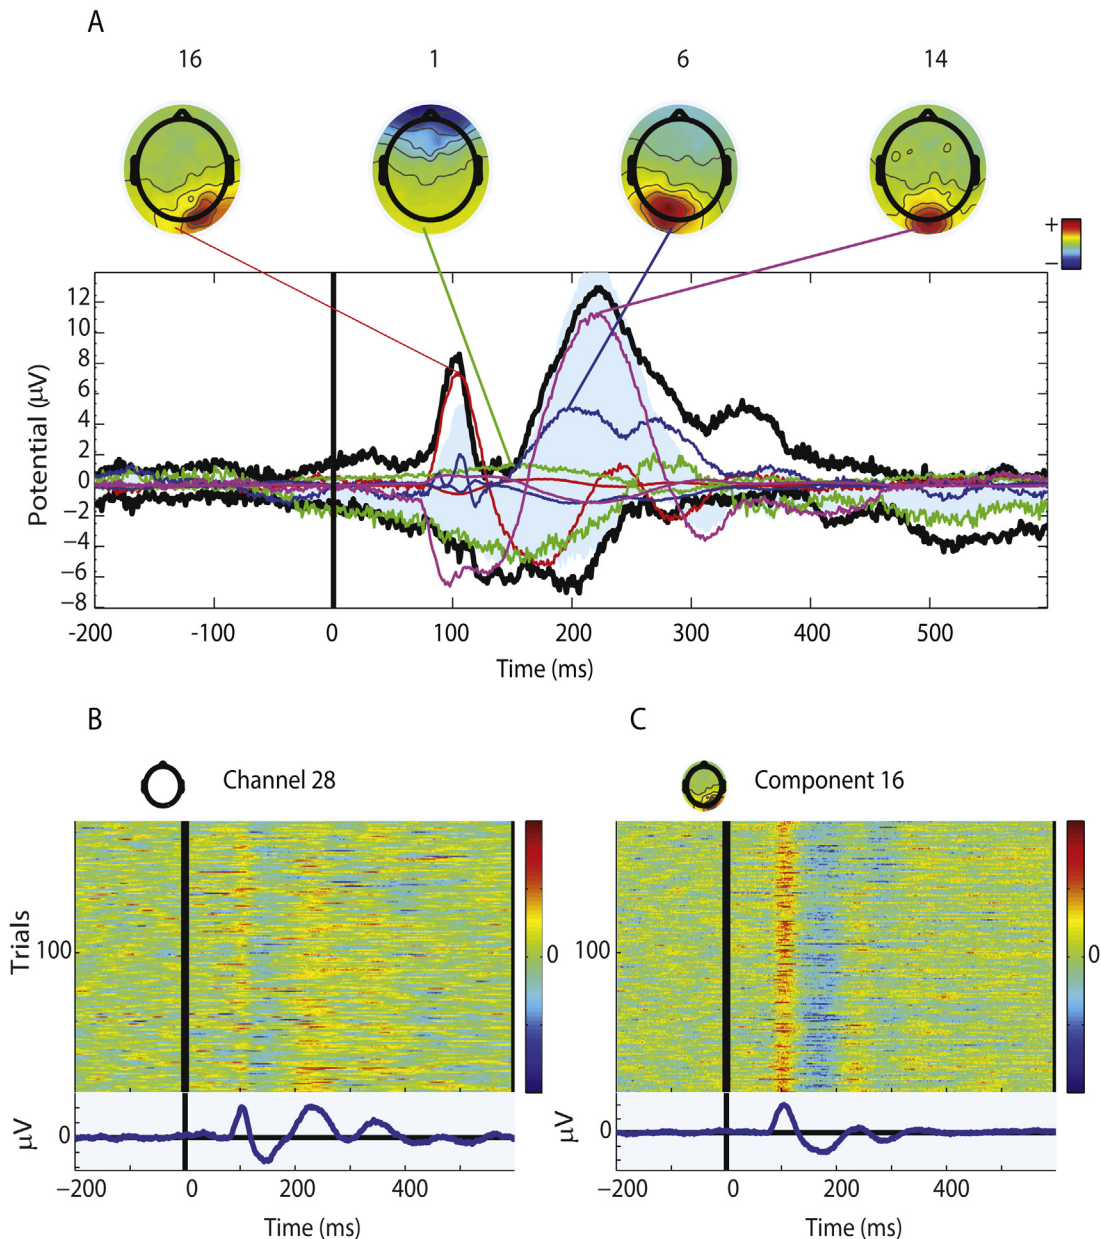 A
16 1 6 14
+
−
12
10
8
6
4
2
0
−2
−4
−6
−8
Potential (µV)
-200 -100 0 100 200 300 400 500
Time (ms)
B C
Channel 28 Component 16
Trials
100 0 100 0
µV 0 µV 0
−200 0 200 400 −200 0 200 400
Time (ms) Time (ms)